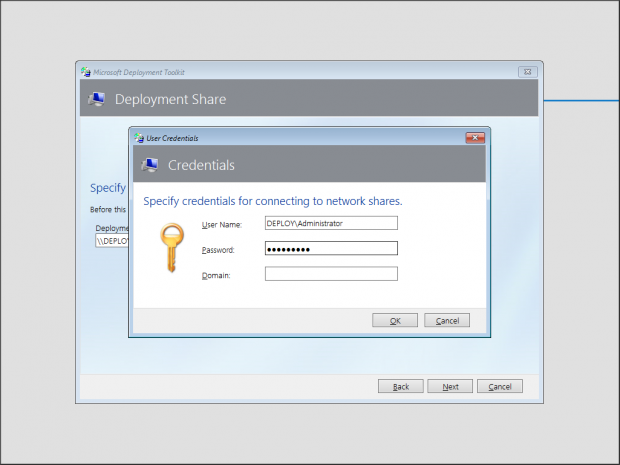 Microsoft Deployment Toolkit
Deployment Share
User Credentials
Credentials
Specify credentials for connecting to network shares.
User Name:
DEPLOY\Administrator
Password:
●●●●●●●●●
Domain:
OK
Cancel
Specify
Before this
Deployme
\\DEPLOY
Back
Next
Cancel